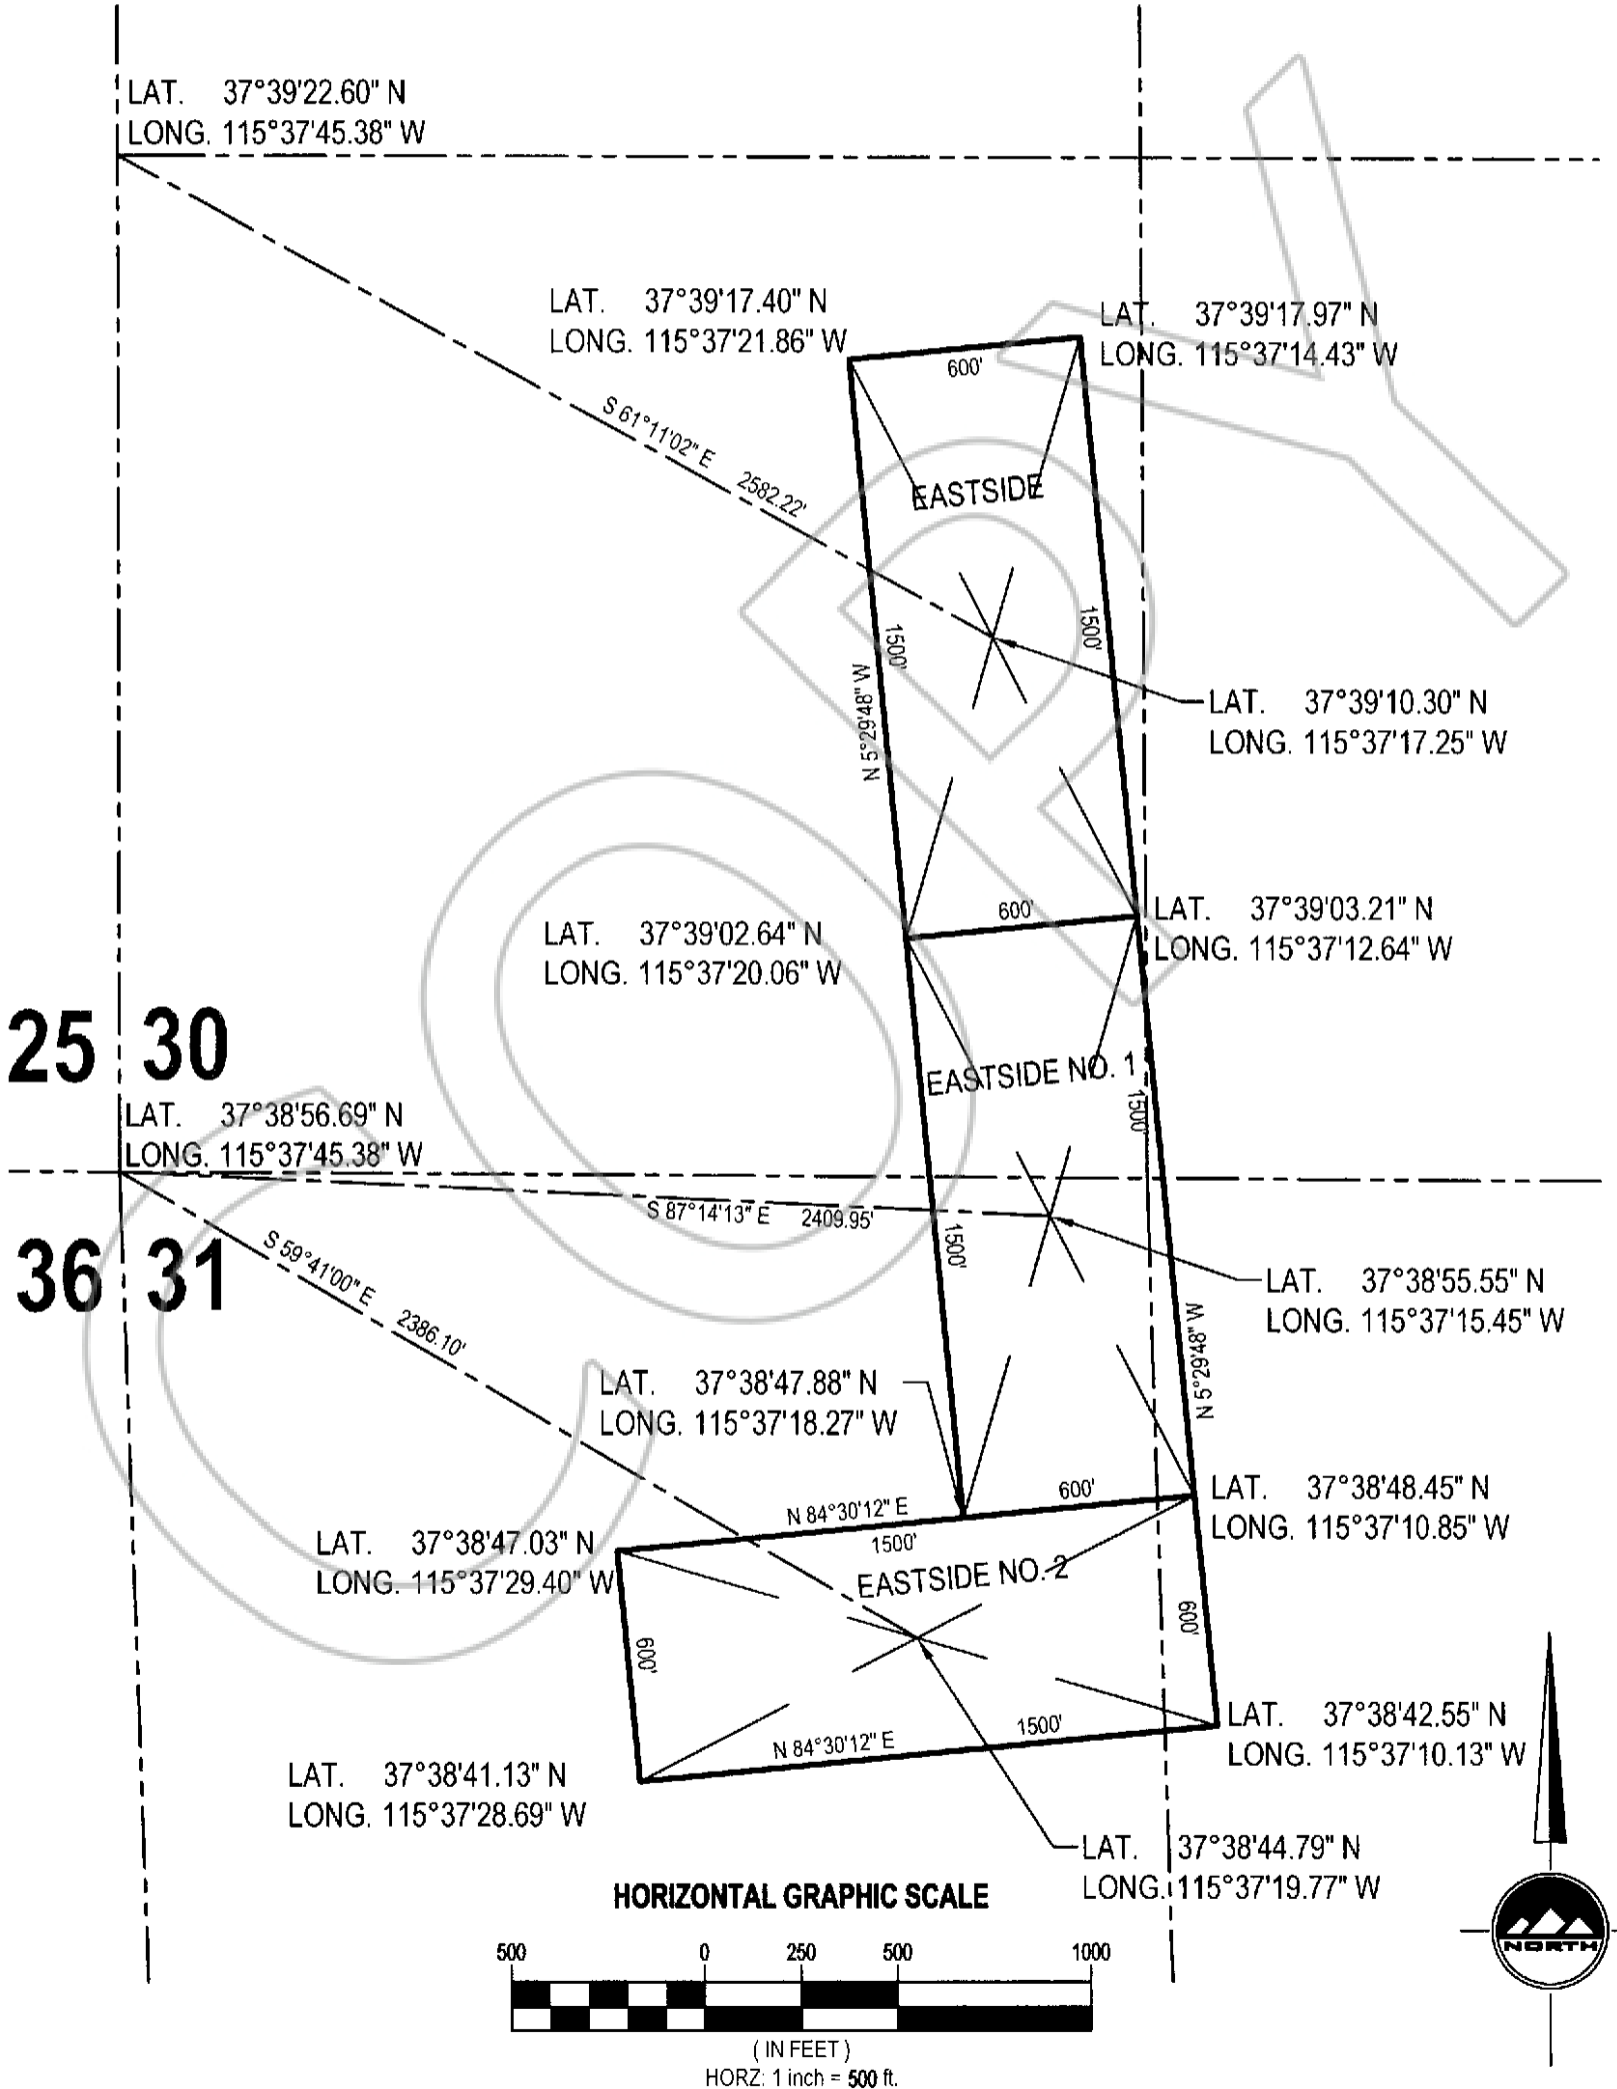 LAT. 37°39'22.60" N
LONG. 115°37'45.38" W
LAT. 37°39'17.40" N
LONG. 115°37'21.86" W
LAT. 37°39'17.97" N
LONG. 115°37'14.43" W
600'
S 61°11'02" E 2582.22'
EASTSIDE
1500'
1500'
N 5°29'48" W
LAT. 37°39'10.30" N
LONG. 115°37'17.25" W
600'
LAT. 37°39'03.21" N
LONG. 115°37'12.64" W
LAT. 37°39'02.64" N
LONG. 115°37'20.06" W
25 30
EASTSIDE NO. 1
1500'
LAT. 37°38'56.69" N
LONG. 115°37'45.38" W
S 87°14'13" E 2409.95'
36 31
S 59°41'00" E 2386.10'
1500'
LAT. 37°38'55.55" N
LONG. 115°37'15.45" W
N 5°29'48" W
LAT. 37°38'47.88" N
LONG. 115°37'18.27" W
600'
LAT. 37°38'48.45" N
LONG. 115°37'10.85" W
N 84°30'12" E
1500'
LAT. 37°38'47.03" N
LONG. 115°37'29.40" W
EASTSIDE NO. 2
600'
600'
N 84°30'12" E
1500'
LAT. 37°38'42.55" N
LONG. 115°37'10.13" W
LAT. 37°38'41.13" N
LONG. 115°37'28.69" W
LAT. 37°38'44.79" N
LONG. 115°37'19.77" W
HORIZONTAL GRAPHIC SCALE
500 0 250 500 1000
( IN FEET )
HORZ: 1 inch = 500 ft.
NORTH
COPY